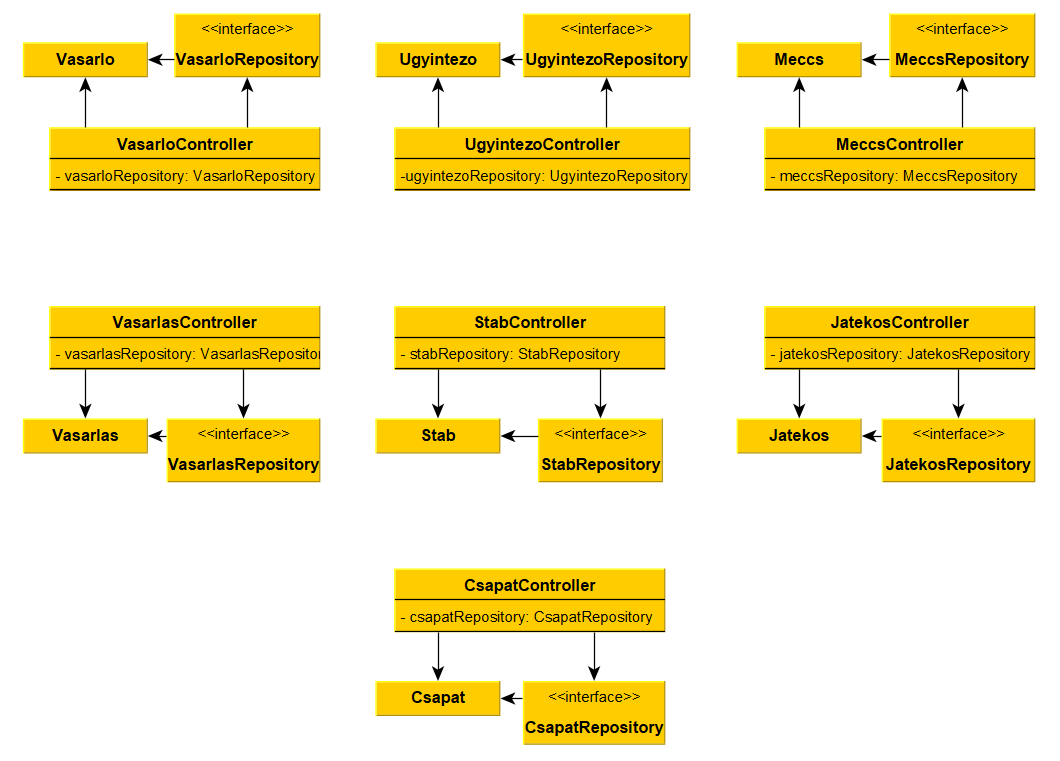 <<interface>>
Vasarlo
VasarloRepository
VasarloController
- vasarloRepository: VasarloRepository
<<interface>>
Ugyintezo
UgyintezoRepository
UgyintezoController
-ugyintezoRepository: UgyintezoRepository
<<interface>>
Meccs
MeccsRepository
MeccsController
- meccsRepository: MeccsRepository
VasarlasController
- vasarlasRepository: VasarlasRepositor
Vasarlas
<<interface>>
VasarlasRepository
StabController
- stabRepository: StabRepository
Stab
<<interface>>
StabRepository
JatekosController
- jatekosRepository: JatekosRepository
Jatekos
<<interface>>
JatekosRepository
CsapatController
- csapatRepository: CsapatRepository
Csapat
<<interface>>
CsapatRepository